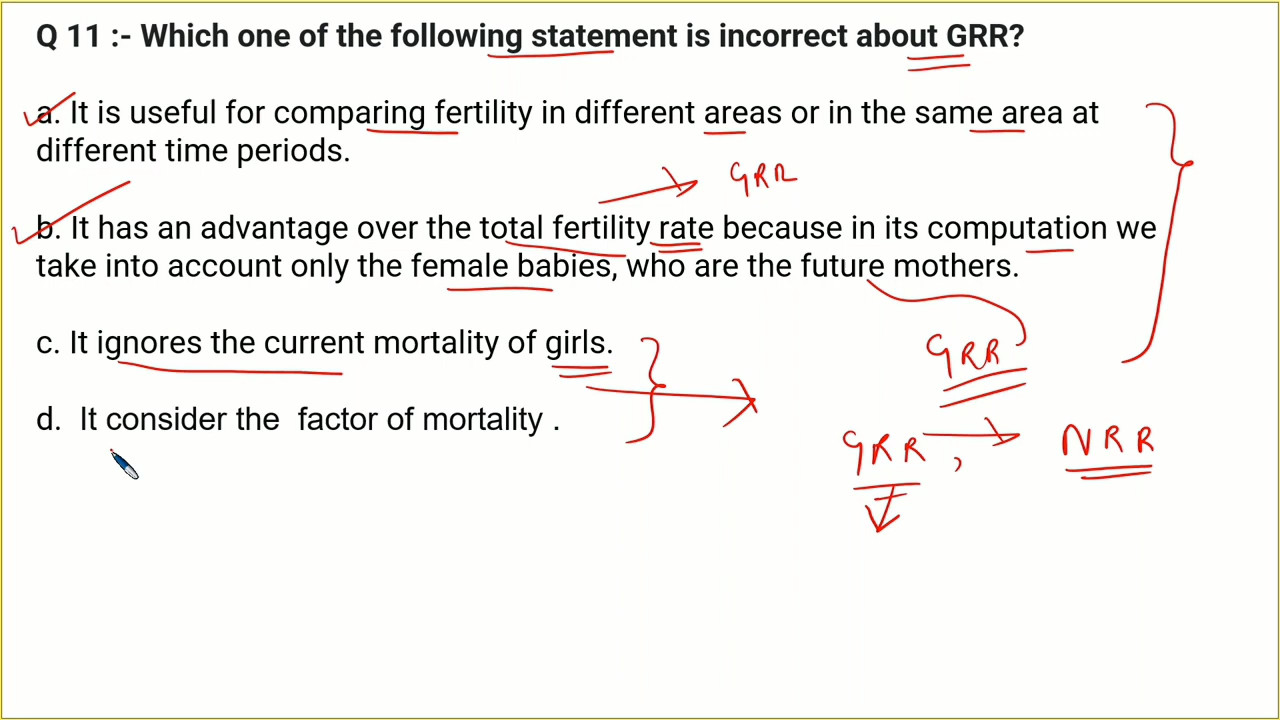 Q 11 :- Which one of the following statement is incorrect about GRR?
a. It is useful for comparing fertility in different areas or in the same area at
different time periods.
GRR
b. It has an advantage over the total fertility rate because in its computation we
take into account only the female babies, who are the future mothers.
c. It ignores the current mortality of girls.
GRR
d. It consider the factor of mortality .
GRR , NRR